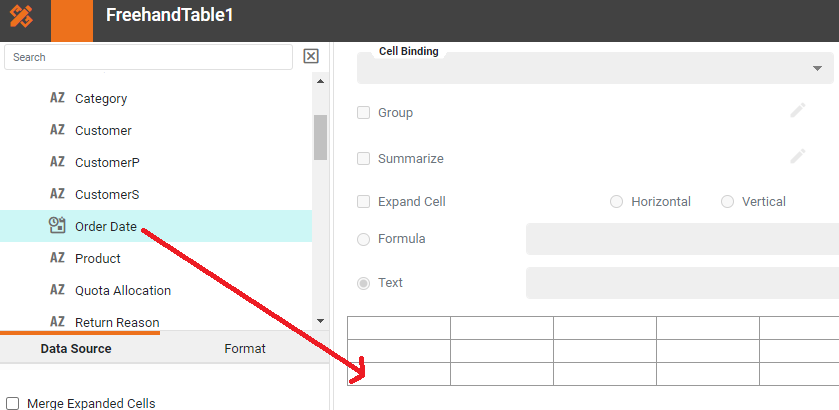 FreehandTable1
Search
AZ Category
AZ Customer
AZ CustomerP
AZ CustomerS
Order Date
AZ Product
AZ Quota Allocation
AZ Return Reason
Data Source Format
Merge Expanded Cells
Cell Binding
Group
Summarize
Expand Cell Horizontal Vertical
Formula
Text